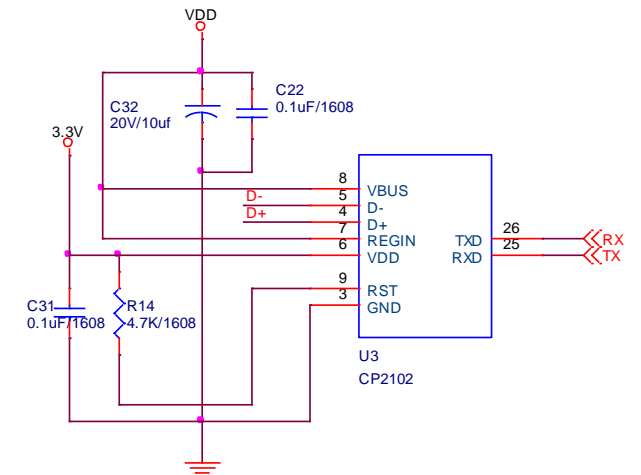 VDD
C32
20V/10uf
C22
0.1uF/1608
3.3V
8
VBUS
D-
5
D-
D+
4
D+
7
REGIN
TXD
26
RX
6
VDD
RXD
25
TX
9
RST
3
GND
C31
0.1uF/1608
R14
4.7K/1608
U3
CP2102